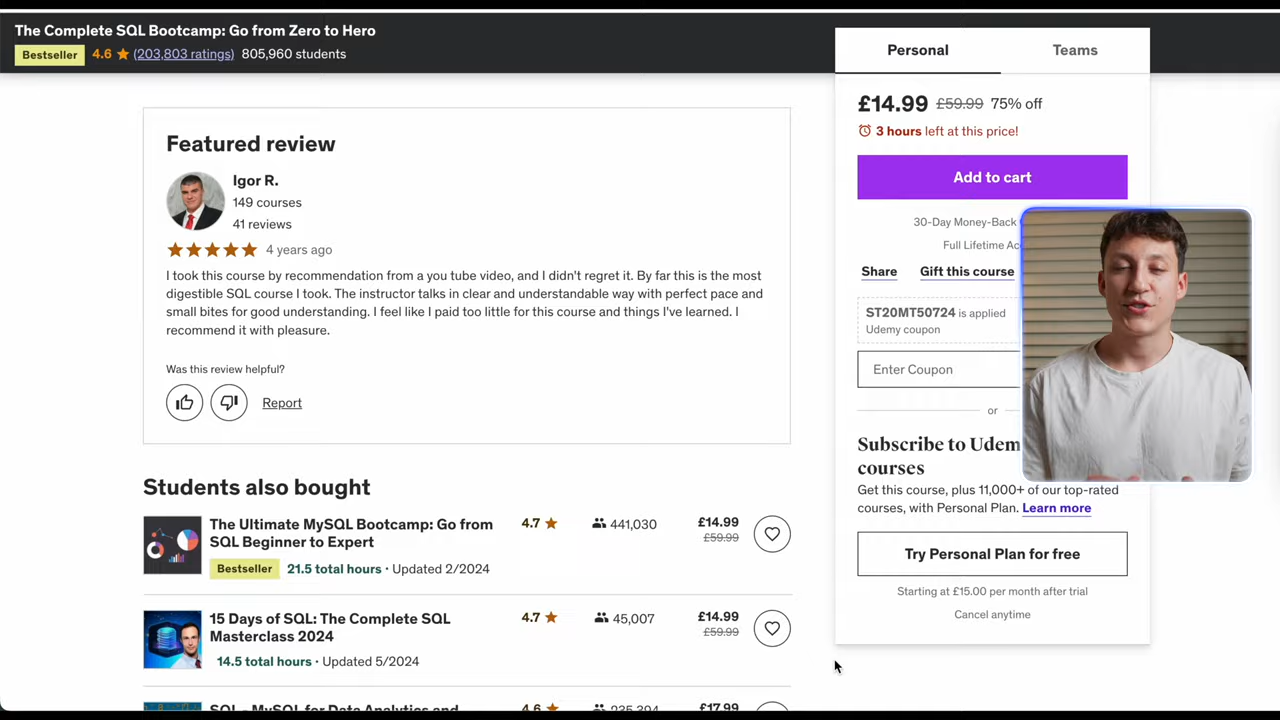 The Complete SQL Bootcamp: Go from Zero to Hero
Bestseller 4.6 (203,803 ratings) 805,960 students
Personal Teams
£14.99 £59.99 75% off
3 hours left at this price!
Add to cart
30-Day Money-Back
Full Lifetime
Share Gift this course
ST20MT50724 is applied
Udemy coupon
Enter Coupon
or
Subscribe to
courses
Get this course, plus 11,000+ of our top-rated
courses, with Personal Plan. Learn more
Try Personal Plan for free
Starting at £15.00 per month after trial
Cancel anytime
Featured review
Igor R.
149 courses
41 reviews
4 years ago
I took this course by recommendation from a you tube video, and I didn't regret it. By far this is the most
digestible SQL course I took. The instructor talks in clear and understandable way with perfect pace and
small bites for good understanding. I feel like I paid too little for this course and things I've learned. I
recommend it with pleasure.
Was this review helpful?
Report
Students also bought
The Ultimate MySQL Bootcamp: Go from
SQL Beginner to Expert
4.7 441,030 £14.99
£59.99
Bestseller 21.5 total hours · Updated 2/2024
15 Days of SQL: The Complete SQL
Masterclass 2024
4.7 45,007 £14.99
£59.99
14.5 total hours · Updated 5/2024
SQL - MySQL for Data Analytics and
4.6 235,394 £17.99